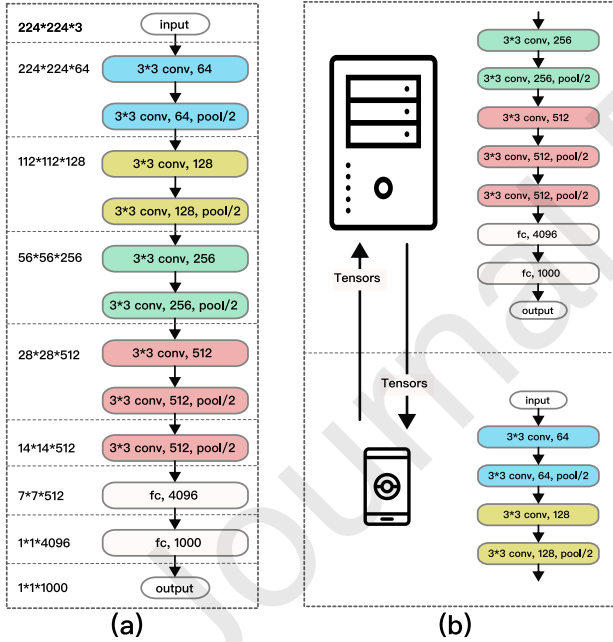 224*224*3
input
224*224*64
3*3 conv, 64
3*3 conv, 64, pool/2
112*112*128
3*3 conv, 128
3*3 conv, 128, pool/2
56*56*256
3*3 conv, 256
3*3 conv, 256, pool/2
28*28*512
3*3 conv, 512
3*3 conv, 512, pool/2
14*14*512
3*3 conv, 512, pool/2
7*7*512
fc, 4096
1*1*4096
fc, 1000
1*1*1000
output
(a)
3*3 conv, 256
3*3 conv, 256, pool/2
3*3 conv, 512
3*3 conv, 512, pool/2
3*3 conv, 512, pool/2
fc, 4096
fc, 1000
output
Tensors
Tensors
input
3*3 conv, 64
3*3 conv, 64, pool/2
3*3 conv, 128
3*3 conv, 128, pool/2
(b)
Journal